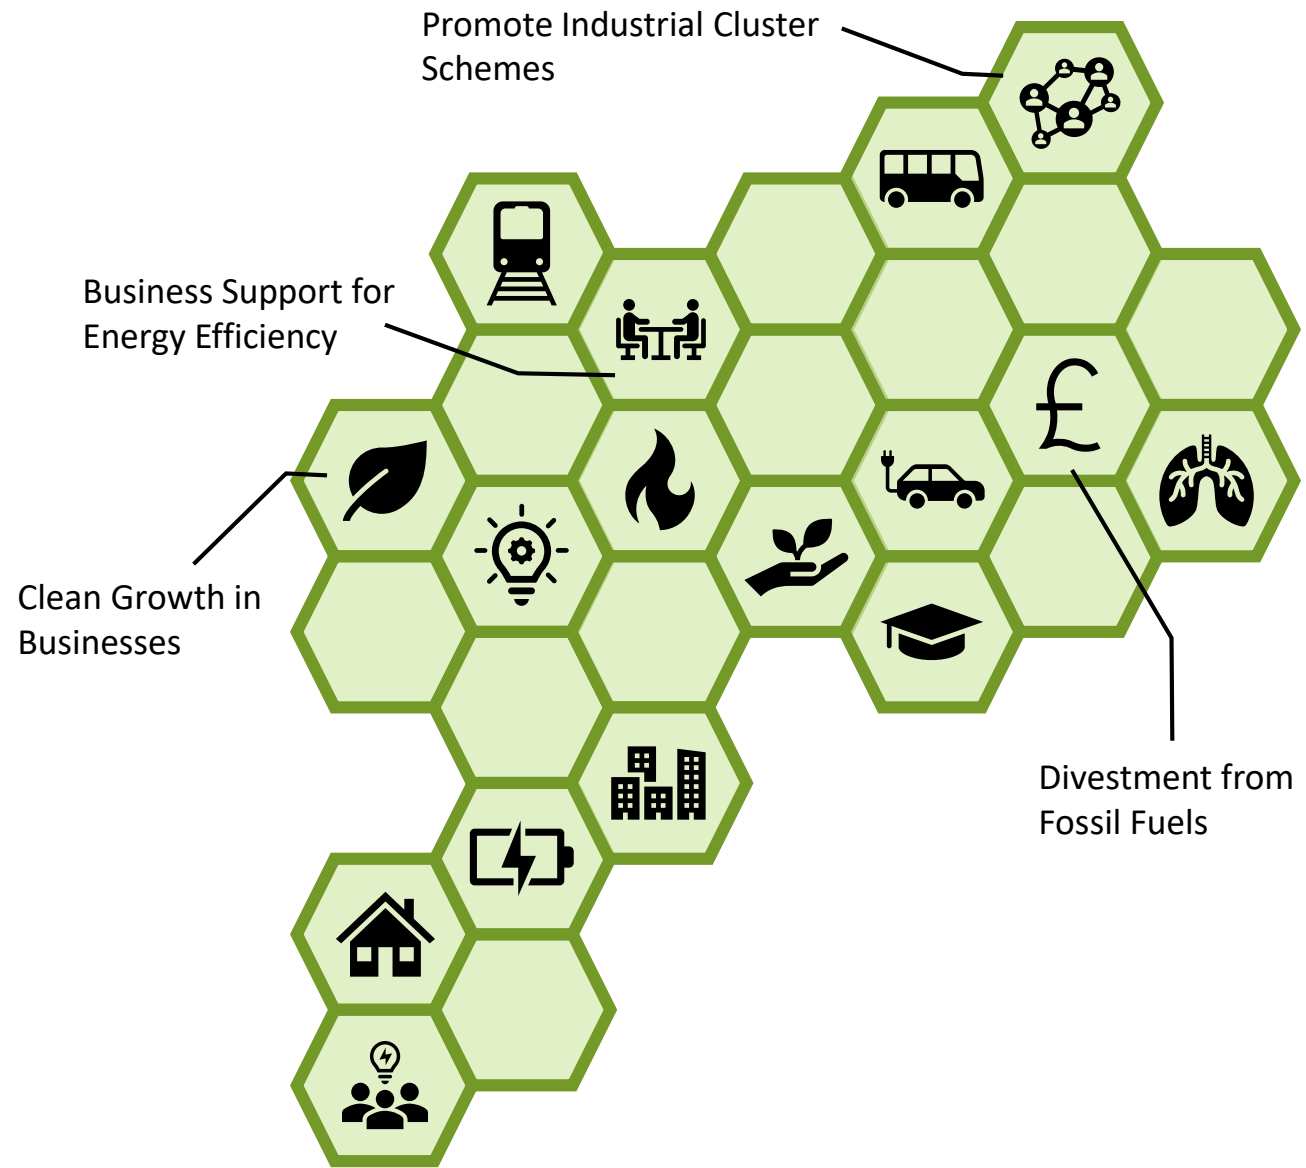 Promote Industrial Cluster
Schemes
Business Support for
Energy Efficiency
£
Clean Growth in
Businesses
Divestment from
Fossil Fuels